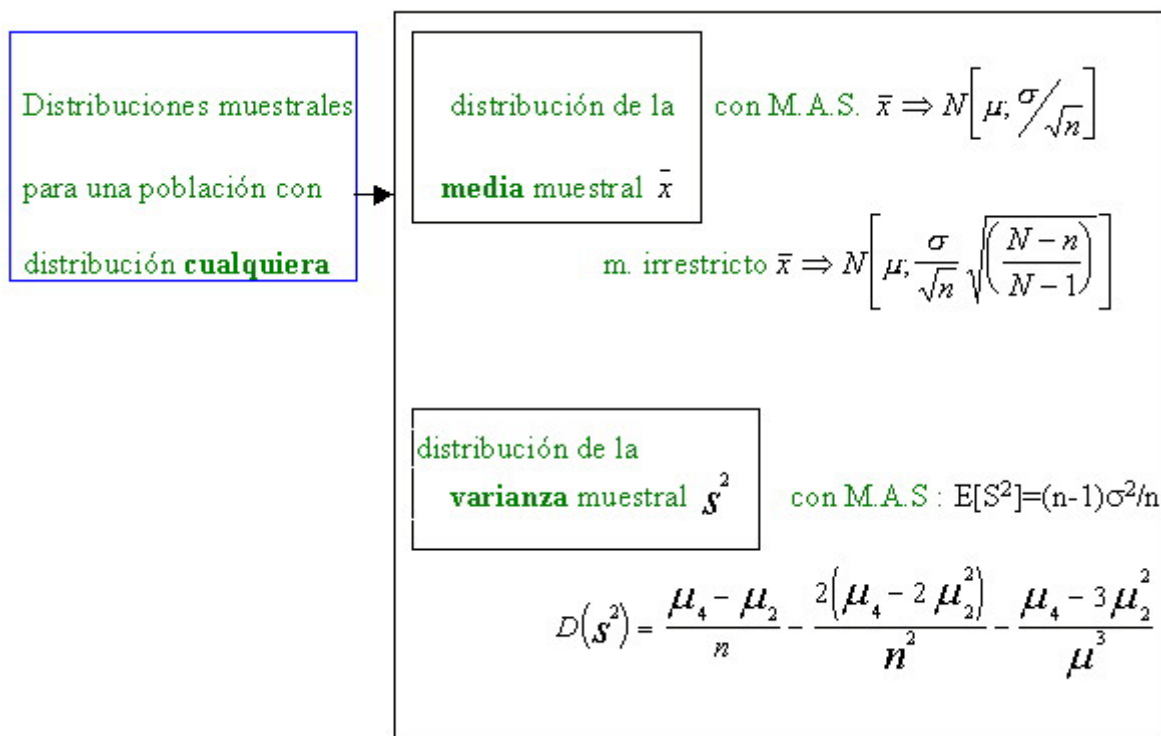 Distribuciones muestrales
para una población con
distribución cualquiera
distribución de la
media muestral x̄
con M.A.S. x̄ ⇒ N[μ; σ/√n]
m. irrestricto x̄ ⇒ N[μ; σ/√n √((N − n)/(N − 1))]
distribución de la
varianza muestral s²
con M.A.S : E[S²]=(n-1)σ²/n
D(s²) = (μ₄ − μ₂)/n − 2(μ₄ − 2μ₂²)/n² − (μ₄ − 3μ₂²)/μ³